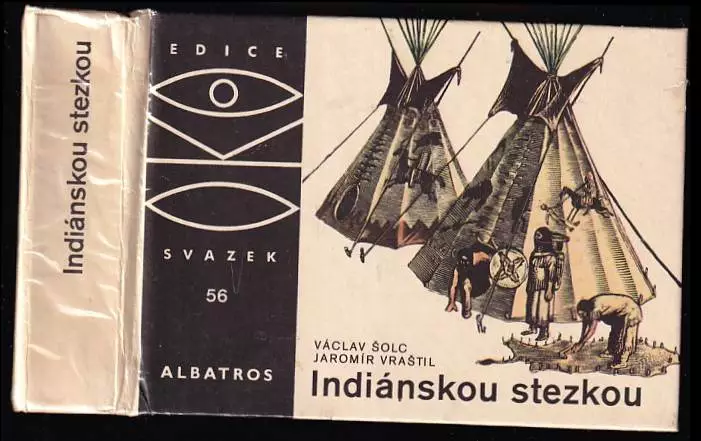 Indiánskou stezkou
EDICE
SVAZEK
56
ALBATROS
VÁCLAV ŠOLC
JAROMÍR VRAŠTIL
Indiánskou stezkou